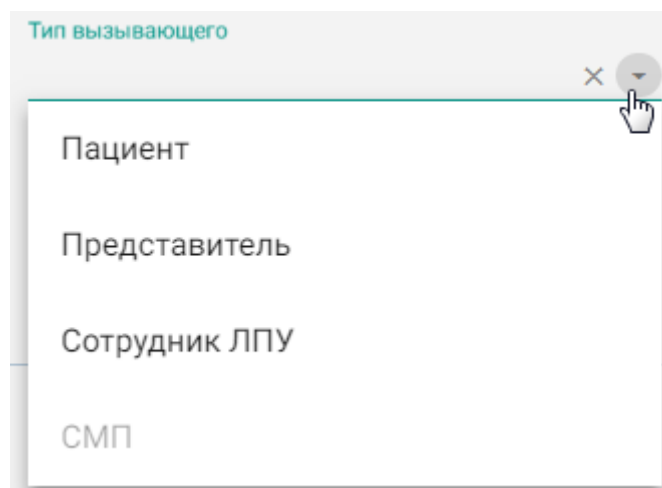 Тип вызывающего
Пациент
Представитель
Сотрудник ЛПУ
СМП